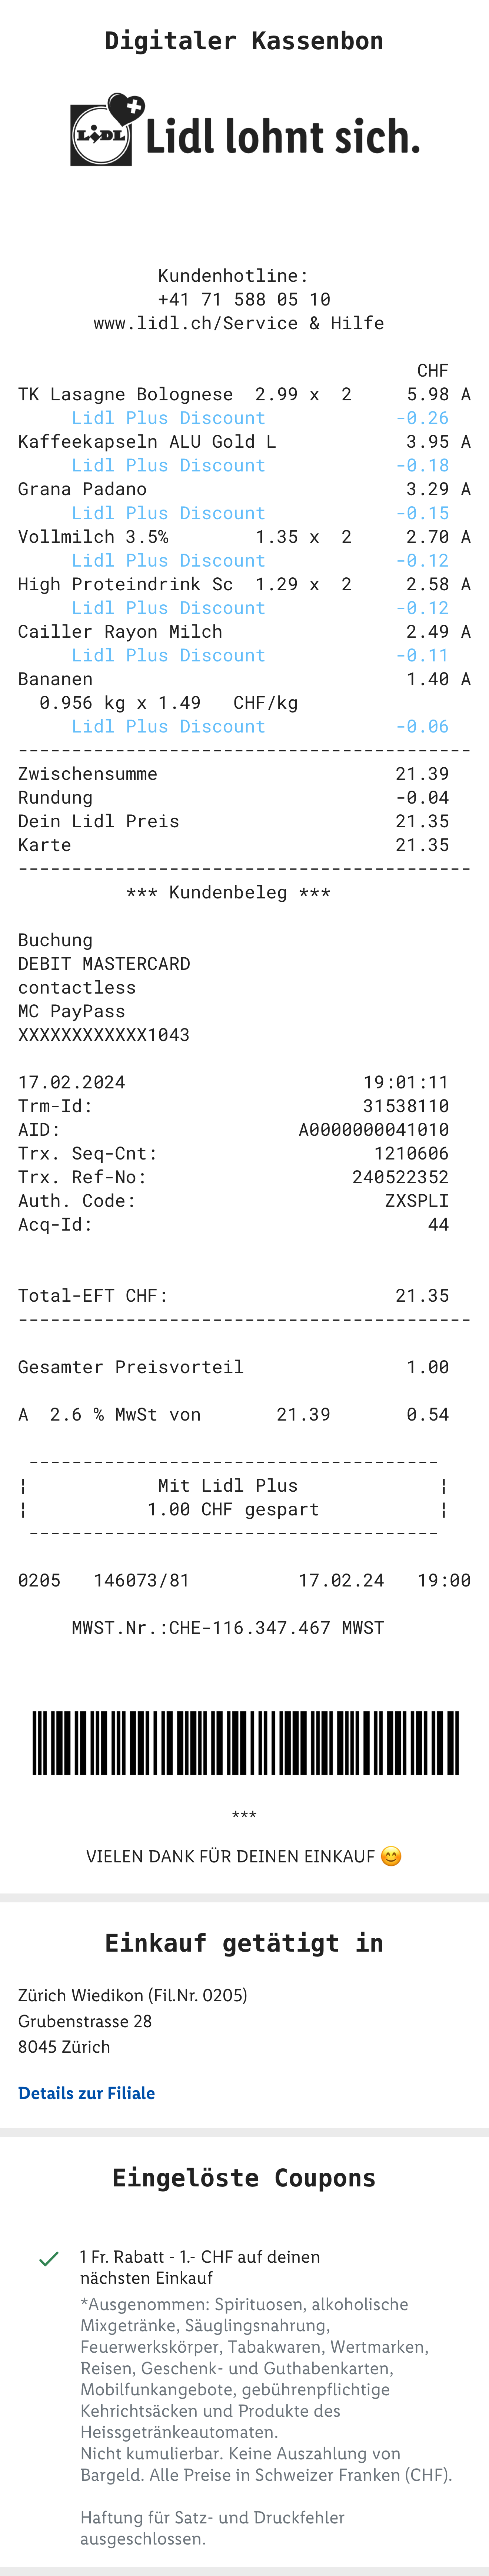 Digitaler Kassenbon
LiDL Lidl lohnt sich.
Kundenhotline:
+41 71 588 05 10
www.lidl.ch/Service & Hilfe
CHF
TK Lasagne Bolognese 2.99 x 2 5.98 A
Lidl Plus Discount -0.26
Kaffeekapseln ALU Gold L 3.95 A
Lidl Plus Discount -0.18
Grana Padano 3.29 A
Lidl Plus Discount -0.15
Vollmilch 3.5% 1.35 x 2 2.70 A
Lidl Plus Discount -0.12
High Proteindrink Sc 1.29 x 2 2.58 A
Lidl Plus Discount -0.12
Cailler Rayon Milch 2.49 A
Lidl Plus Discount -0.11
Bananen 1.40 A
0.956 kg x 1.49 CHF/kg
Lidl Plus Discount -0.06
------------------------------------------
Zwischensumme 21.39
Rundung -0.04
Dein Lidl Preis 21.35
Karte 21.35
------------------------------------------
*** Kundenbeleg ***
Buchung
DEBIT MASTERCARD
contactless
MC PayPass
XXXXXXXXXXXX1043
17.02.2024 19:01:11
Trm-Id: 31538110
AID: A0000000041010
Trx. Seq-Cnt: 1210606
Trx. Ref-No: 240522352
Auth. Code: ZXSPLI
Acq-Id: 44
Total-EFT CHF: 21.35
------------------------------------------
Gesamter Preisvorteil 1.00
A 2.6 % MwSt von 21.39 0.54
--------------------------------------
¦ Mit Lidl Plus ¦
¦ 1.00 CHF gespart ¦
--------------------------------------
0205 146073/81 17.02.24 19:00
MWST.Nr.:CHE-116.347.467 MWST
***
VIELEN DANK FÜR DEINEN EINKAUF 😊
Einkauf getätigt in
Zürich Wiedikon (Fil.Nr. 0205)
Grubenstrasse 28
8045 Zürich
Details zur Filiale
Eingelöste Coupons
1 Fr. Rabatt - 1.- CHF auf deinen
nächsten Einkauf
*Ausgenommen: Spirituosen, alkoholische
Mixgetränke, Säuglingsnahrung,
Feuerwerkskörper, Tabakwaren, Wertmarken,
Reisen, Geschenk- und Guthabenkarten,
Mobilfunkangebote, gebührenpflichtige
Kehrichtsäcken und Produkte des
Heissgetränkeautomaten.
Nicht kumulierbar. Keine Auszahlung von
Bargeld. Alle Preise in Schweizer Franken (CHF).
Haftung für Satz- und Druckfehler
ausgeschlossen.